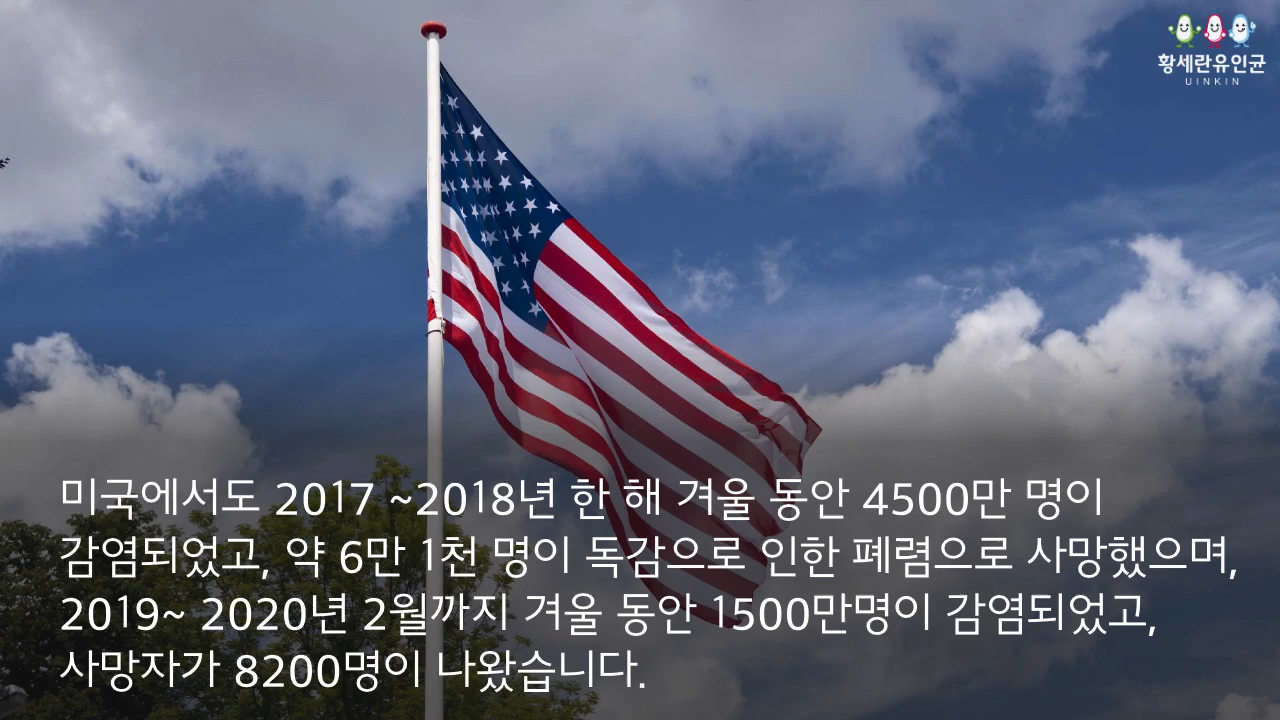 황세란유인균
UINKIN
미국에서도 2017 ~2018년 한 해 겨울 동안 4500만 명이
감염되었고, 약 6만 1천 명이 독감으로 인한 폐렴으로 사망했으며,
2019~ 2020년 2월까지 겨울 동안 1500만명이 감염되었고,
사망자가 8200명이 나왔습니다.